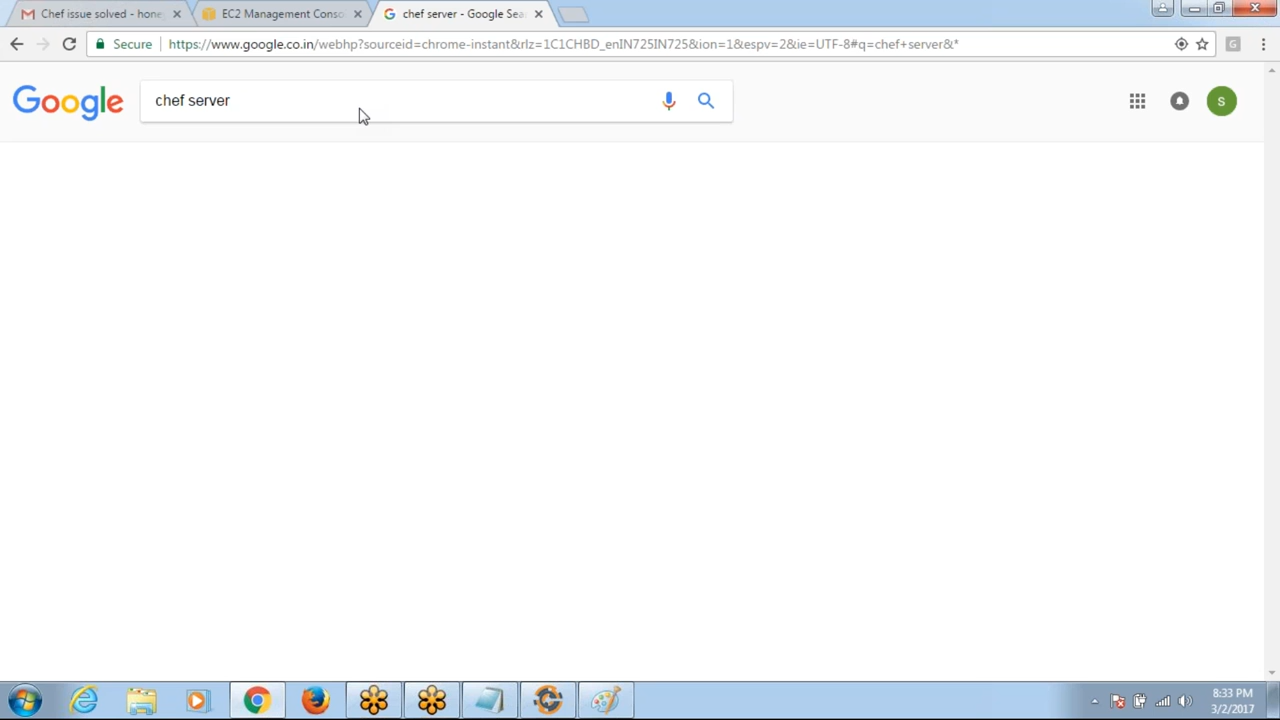 Chef issue solved - hone
EC2 Management Conso
chef server - Google Sea
Secure
https://www.google.co.in/webhp?sourceid=chrome-instant&rlz=1C1CHBD_enIN725IN725&ion=1&espv=2&ie=UTF-8#q=chef+server&*
G
Google
chef server
S
8:33 PM
3/2/2017